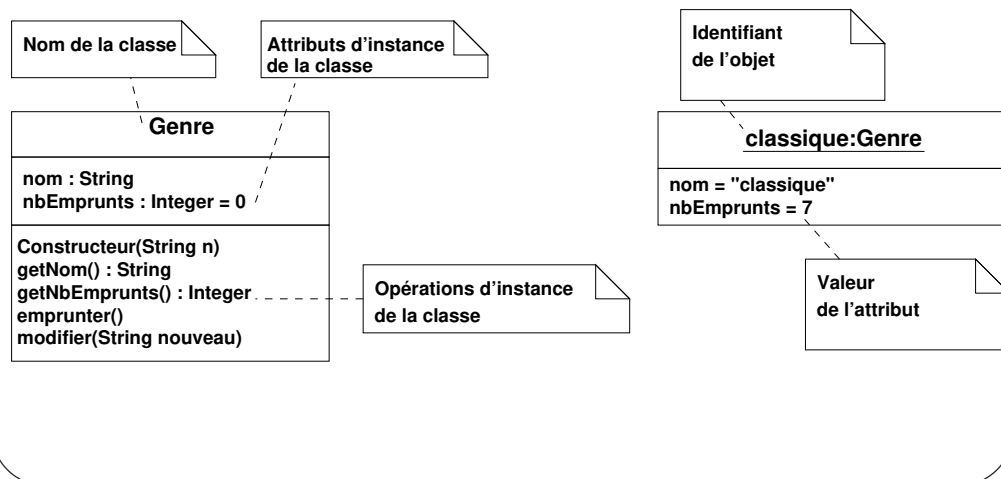 Nom de la classe
Attributs d'instance
de la classe
Identifiant
de l'objet
Genre
nom : String
nbEmprunts : Integer = 0
Constructeur(String n)
getNom() : String
getNbEmprunts() : Integer
emprunter()
modifier(String nouveau)
Opérations d'instance
de la classe
classique:Genre
nom = "classique"
nbEmprunts = 7
Valeur
de l'attribut